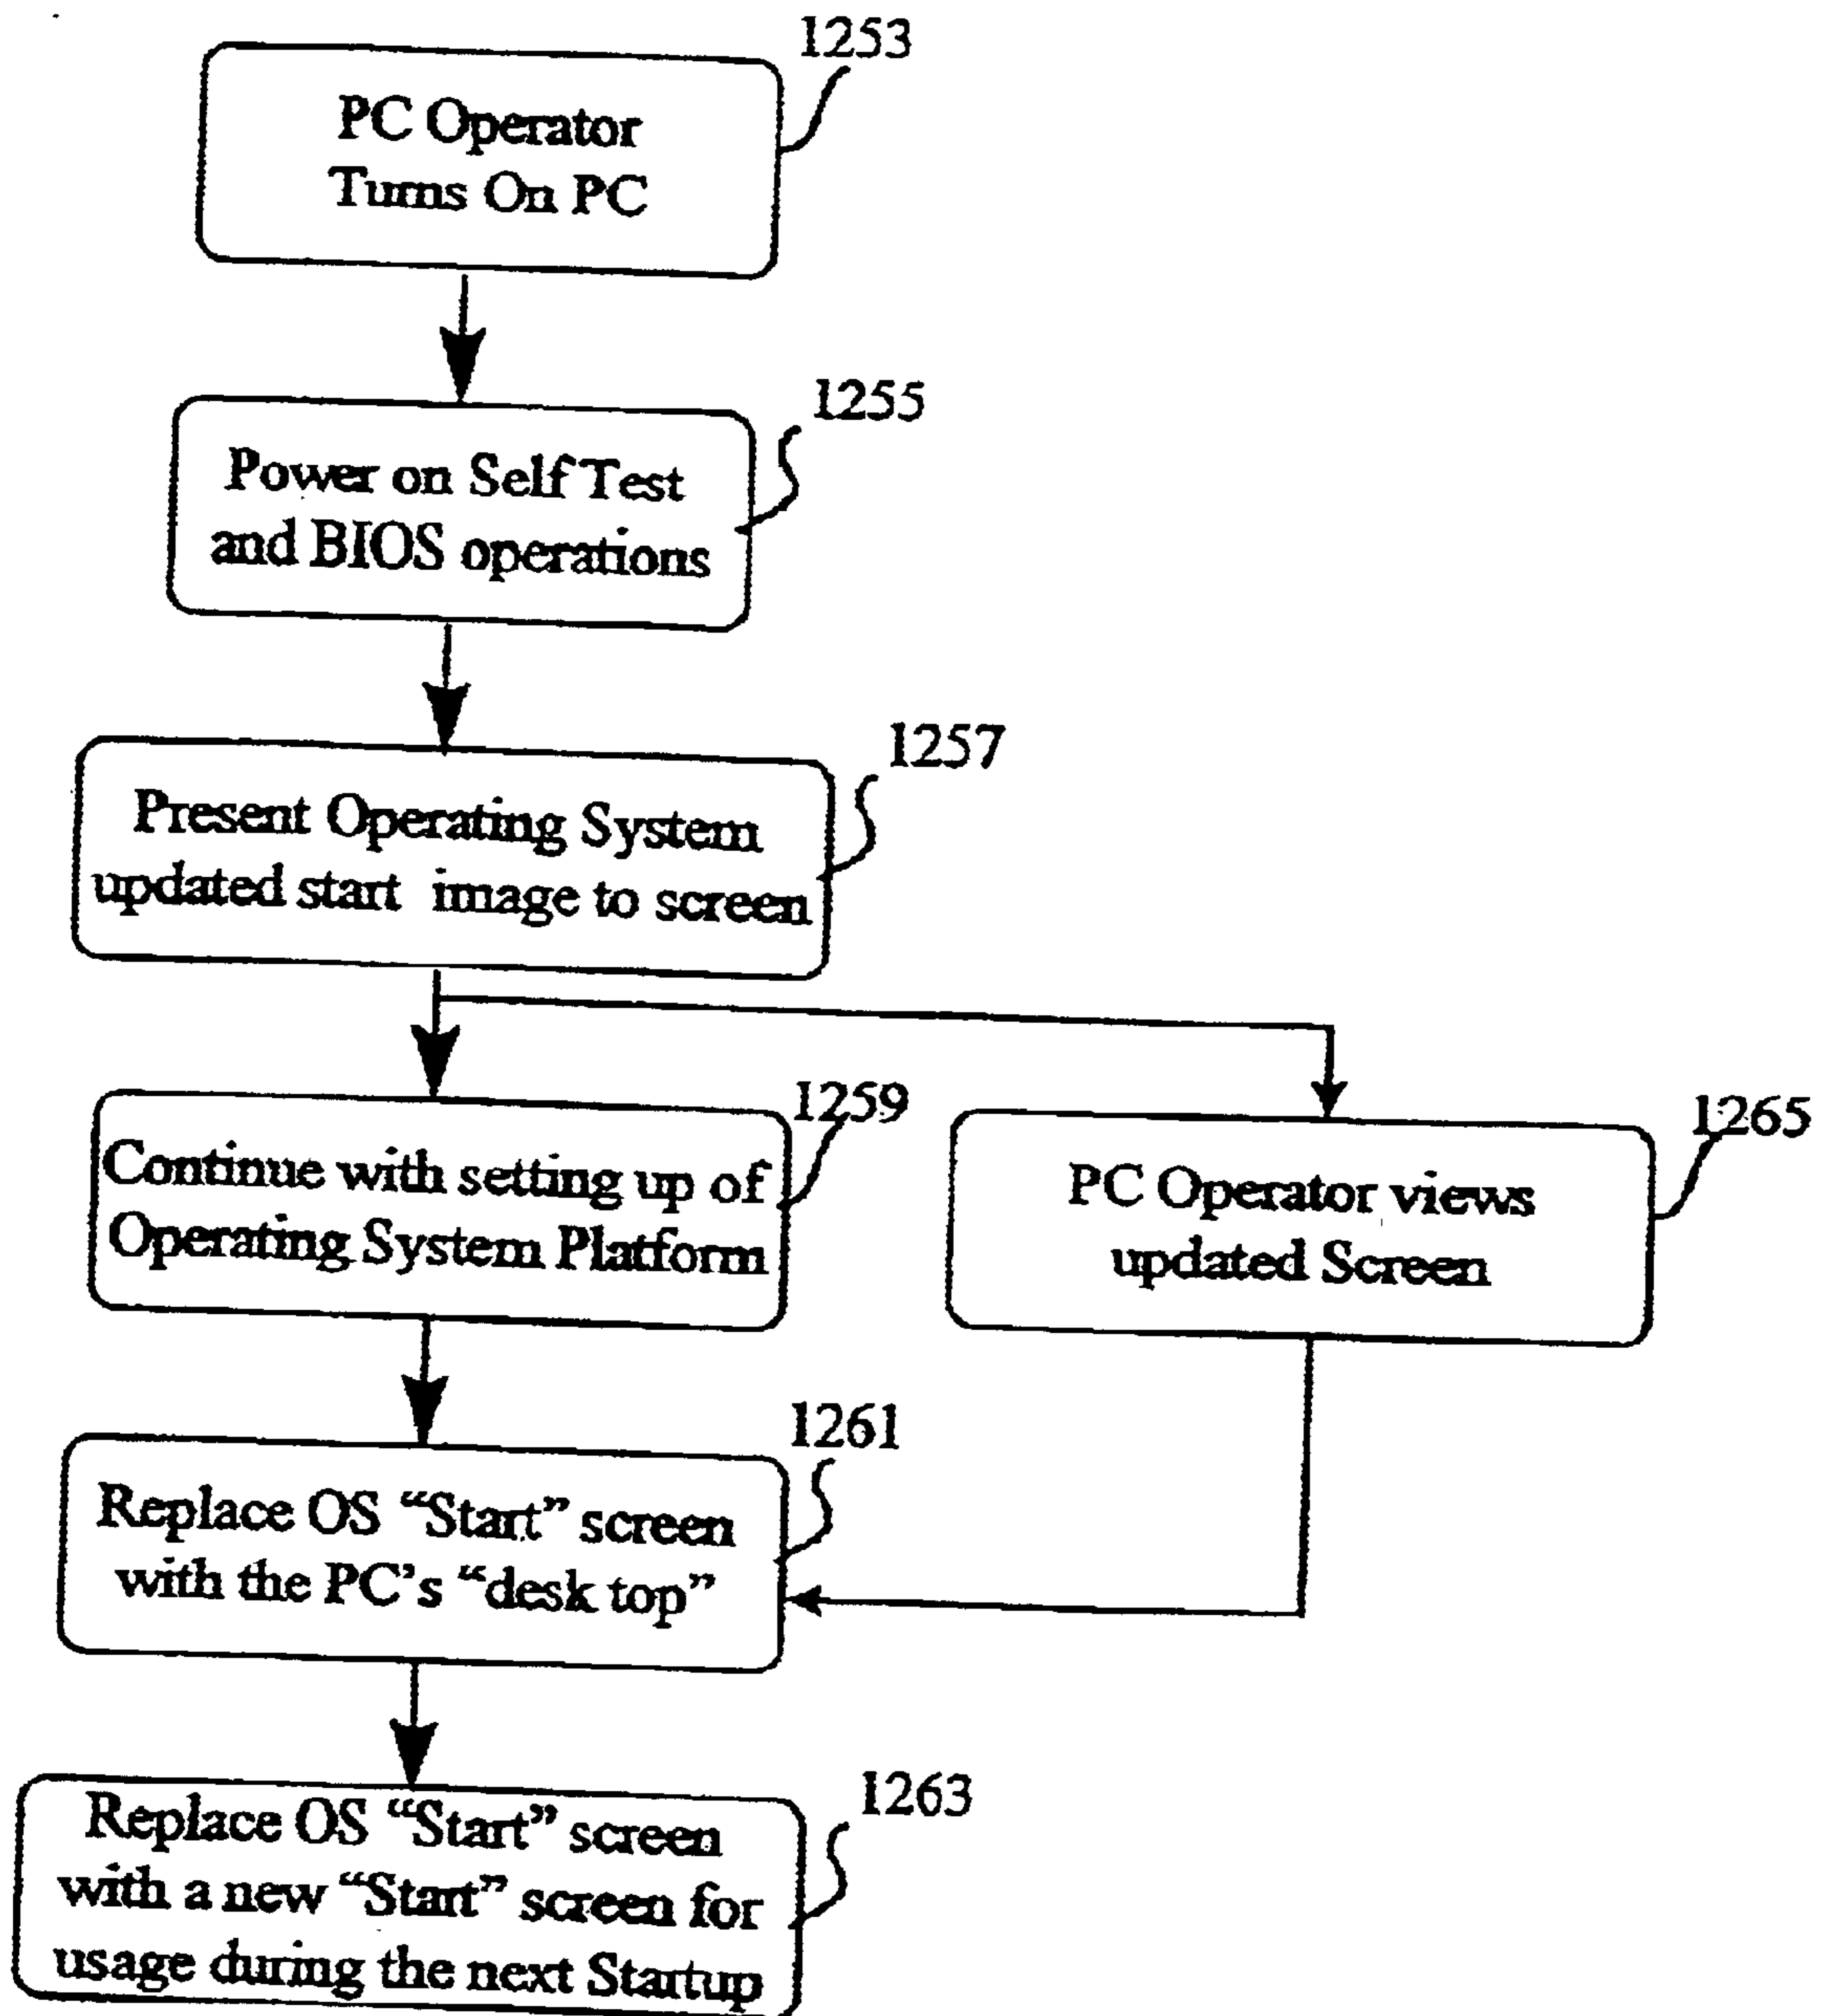 1253
PC Operator
Turns On PC
1255
Power on Self Test
and BIOS operations
1257
Present Operating System
updated start image to screen
1259
Continue with setting up of
Operating System Platform
1265
PC Operator views
updated Screen
1261
Replace OS “Start” screen
with the PC’s “desk top”
1263
Replace OS “Start” screen
with a new “Start” screen for
usage during the next Startup